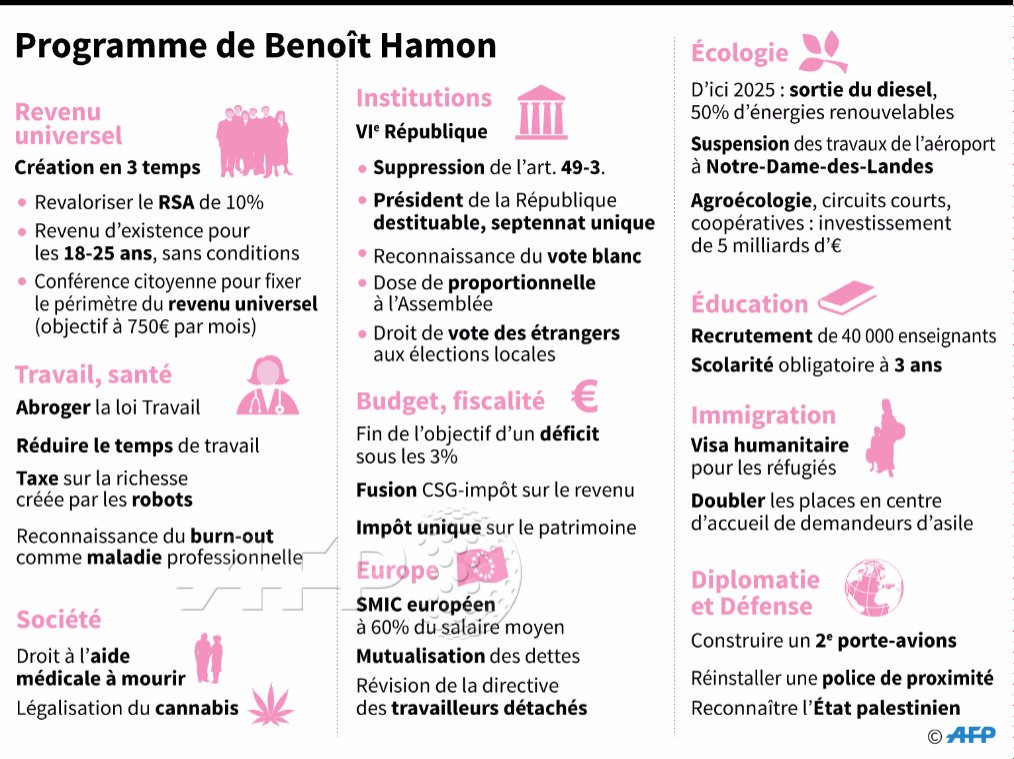 Programme de Benoît Hamon
Revenu
universel
Création en 3 temps
• Revaloriser le RSA de 10%
• Revenu d'existence pour
les 18-25 ans, sans conditions
• Conférence citoyenne pour fixer
le périmètre du revenu universel
(objectif à 750€ par mois)
Travail, santé
Abroger la loi Travail
Réduire le temps de travail
Taxe sur la richesse
créée par les robots
Reconnaissance du burn-out
comme maladie professionnelle
Société
Droit à l'aide
médicale à mourir
Légalisation du cannabis
Institutions
VIe République
• Suppression de l'art. 49-3.
• Président de la République
destituable, septennat unique
• Reconnaissance du vote blanc
• Dose de proportionnelle
à l'Assemblée
• Droit de vote des étrangers
aux élections locales
Budget, fiscalité €
Fin de l'objectif d'un déficit
sous les 3%
Fusion CSG-impôt sur le revenu
Impôt unique sur le patrimoine
AFP
Europe
SMIC européen
à 60% du salaire moyen
Mutualisation des dettes
Révision de la directive
des travailleurs détachés
Écologie
D'ici 2025 : sortie du diesel,
50% d'énergies renouvelables
Suspension des travaux de l'aéroport
à Notre-Dame-des-Landes
Agroécologie, circuits courts,
coopératives : investissement
de 5 milliards d'€
Éducation
Recrutement de 40 000 enseignants
Scolarité obligatoire à 3 ans
Immigration
Visa humanitaire
pour les réfugiés
Doubler les places en centre
d'accueil de demandeurs d'asile
Diplomatie
et Défense
Construire un 2e porte-avions
Réinstaller une police de proximité
Reconnaître l'État palestinien
© AFP